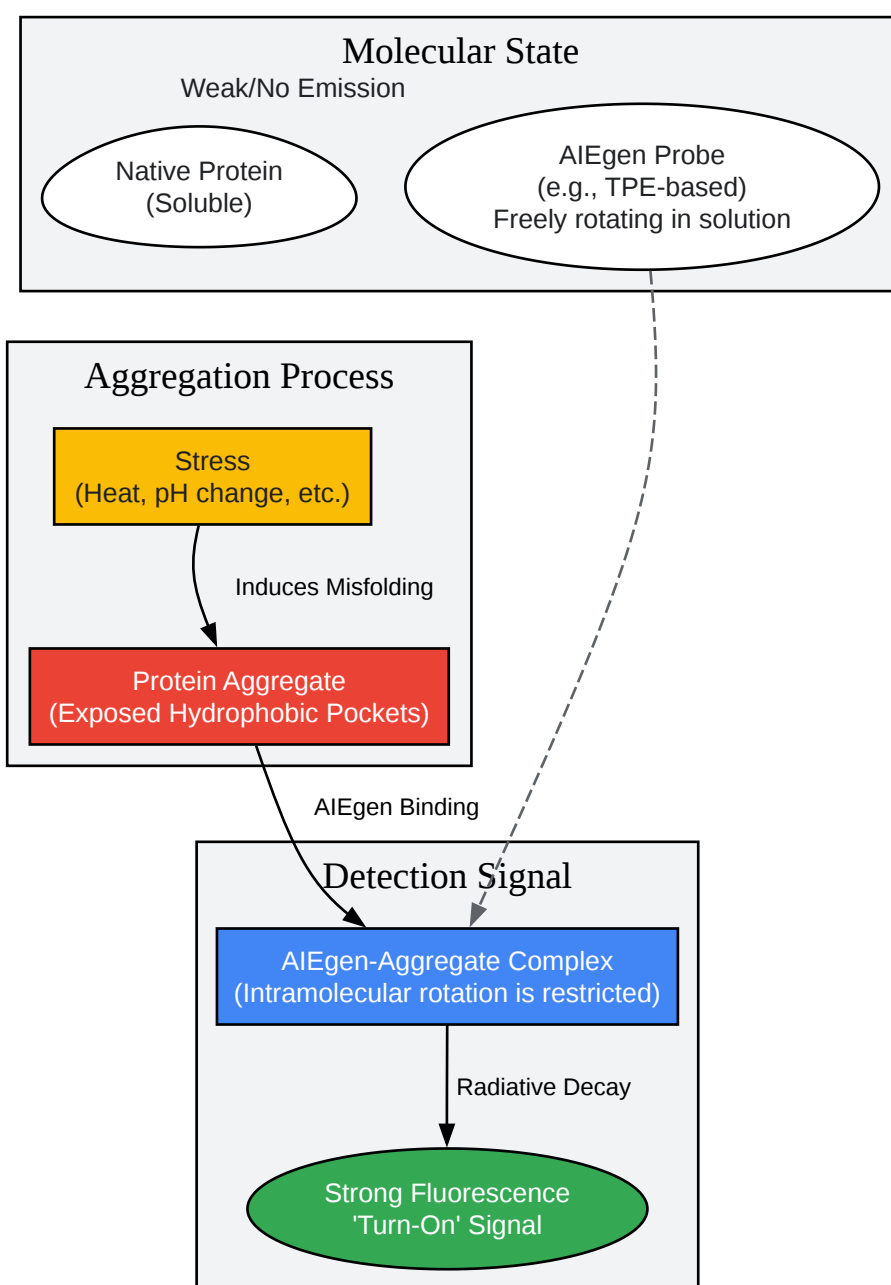 Molecular State
Weak/No Emission
Native Protein
(Soluble)
AIEgen Probe
(e.g., TPE-based)
Freely rotating in solution
Aggregation Process
Stress
(Heat, pH change, etc.)
Induces Misfolding
Protein Aggregate
(Exposed Hydrophobic Pockets)
AIEgen Binding
Detection Signal
AIEgen-Aggregate Complex
(Intramolecular rotation is restricted)
Radiative Decay
Strong Fluorescence
'Turn-On' Signal